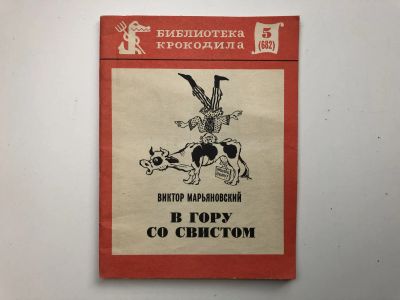 БИБЛИОТЕКА
КРОКОДИЛА
5
(682)
ВИКТОР МАРЬЯНОВСКИЙ
В ГОРУ
СО СВИСТОМ